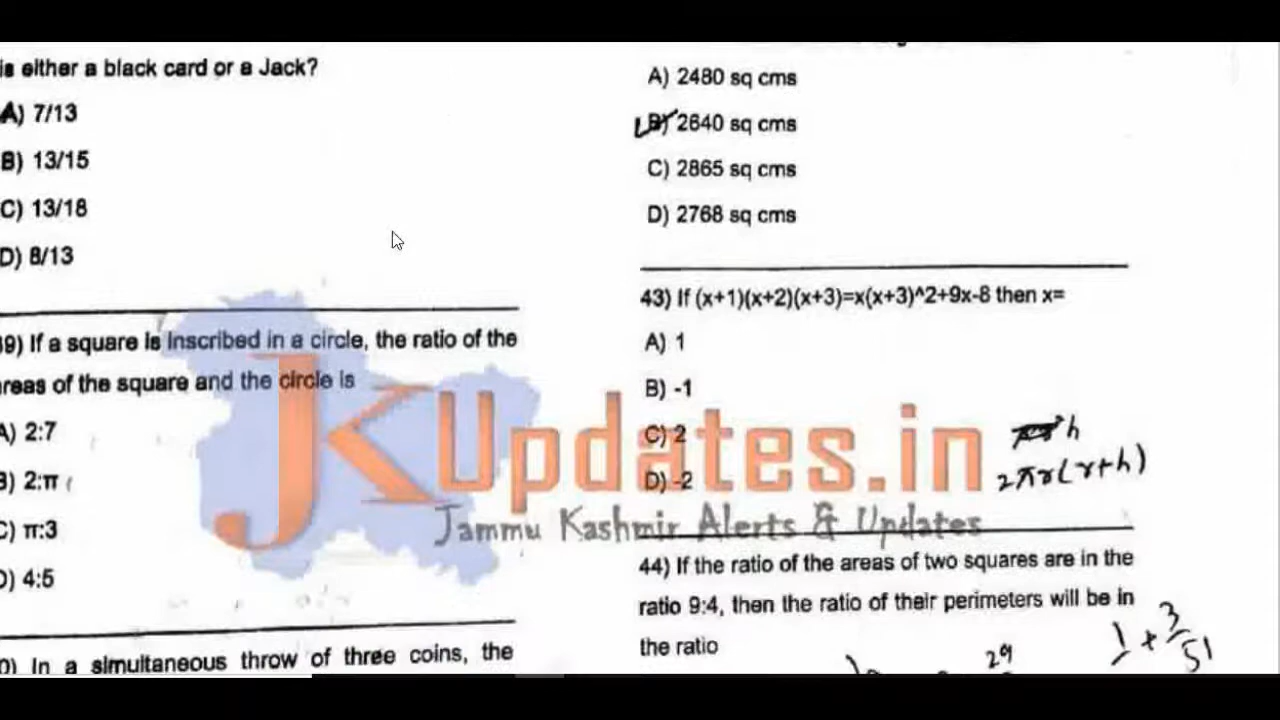 is either a black card or a Jack?
A) 7/13
B) 13/15
C) 13/18
D) 8/13
39) If a square is inscribed in a circle, the ratio of the
areas of the square and the circle is
A) 2:7
B) 2:π
C) π:3
D) 4:5
0) In a simultaneous throw of three coins, the
A) 2480 sq cms
B) 2640 sq cms
C) 2865 sq cms
D) 2768 sq cms
43) If (x+1)(x+2)(x+3)=x(x+3)^2+9x-8 then x=
A) 1
B) -1
C) 2
D) -2
h
2πr(r+h)
44) If the ratio of the areas of two squares are in the
ratio 9:4, then the ratio of their perimeters will be in
the ratio
29
1 + 3/51
JKUpdates.in
Jammu Kashmir Alerts & Updates